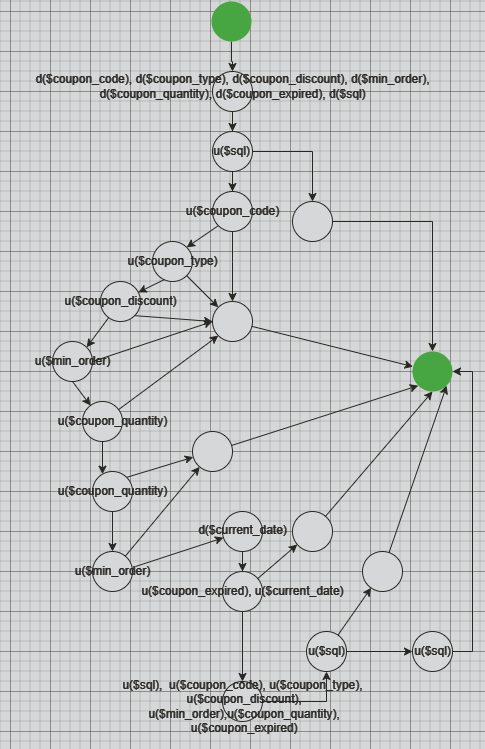 d($coupon_code), d($coupon_type), d($coupon_discount), d($min_order),
d($coupon_quantity), d($coupon_expired), d($sql)
u($sql)
u($coupon_code)
u($coupon_type)
u($coupon_discount)
u($min_order)
u($coupon_quantity)
u($coupon_quantity)
d($current_date)
u($min_order)
u($coupon_expired), u($current_date)
u($sql)
u($sql)
u($sql), u($coupon_code), u($coupon_type),
u($coupon_discount),
u($min_order),u($coupon_quantity),
u($coupon_expired)